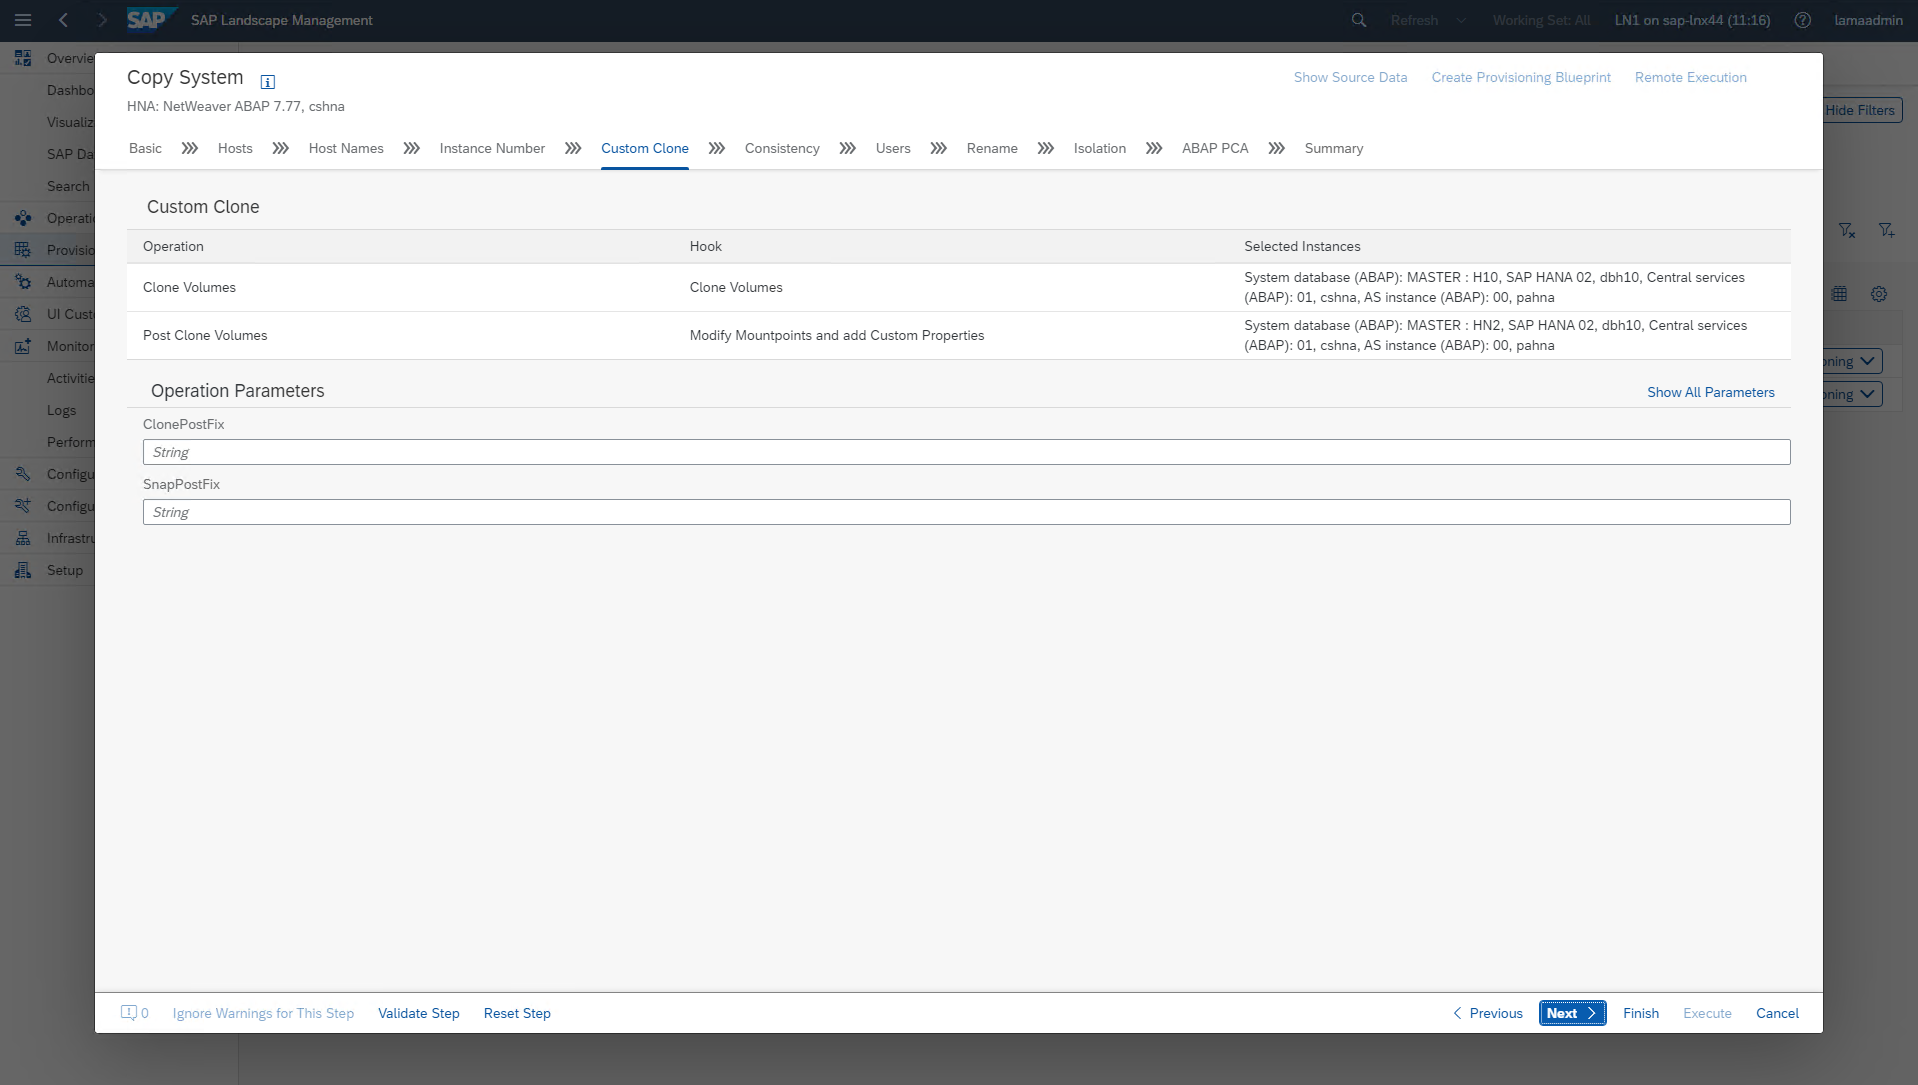 SAP SAP Landscape Management Refresh Working Set: All LN1 on sap-lnx44 (11:16) lamaadmin
Copy System
Show Source Data Create Provisioning Blueprint Remote Execution
HNA: NetWeaver ABAP 7.77, cshna
Basic Hosts Host Names Instance Number Custom Clone Consistency Users Rename Isolation ABAP PCA Summary
Custom Clone
Operation Hook Selected Instances
Clone Volumes Clone Volumes System database (ABAP): MASTER : H10, SAP HANA 02, dbh10, Central services
(ABAP): 01, cshna, AS instance (ABAP): 00, pahna
Post Clone Volumes Modify Mountpoints and add Custom Properties System database (ABAP): MASTER : HN2, SAP HANA 02, dbh10, Central services
(ABAP): 01, cshna, AS instance (ABAP): 00, pahna
Operation Parameters Show All Parameters
ClonePostFix
String
SnapPostFix
String
0 Ignore Warnings for This Step Validate Step Reset Step Previous Next Finish Execute Cancel
Overvie
Dashbo
Visualiz
SAP Da
Search
Operati
Provisio
Automa
UI Cust
Monitor
Activitie
Logs
Perform
Configu
Configu
Infrastru
Setup
Hide Filters
oning
oning